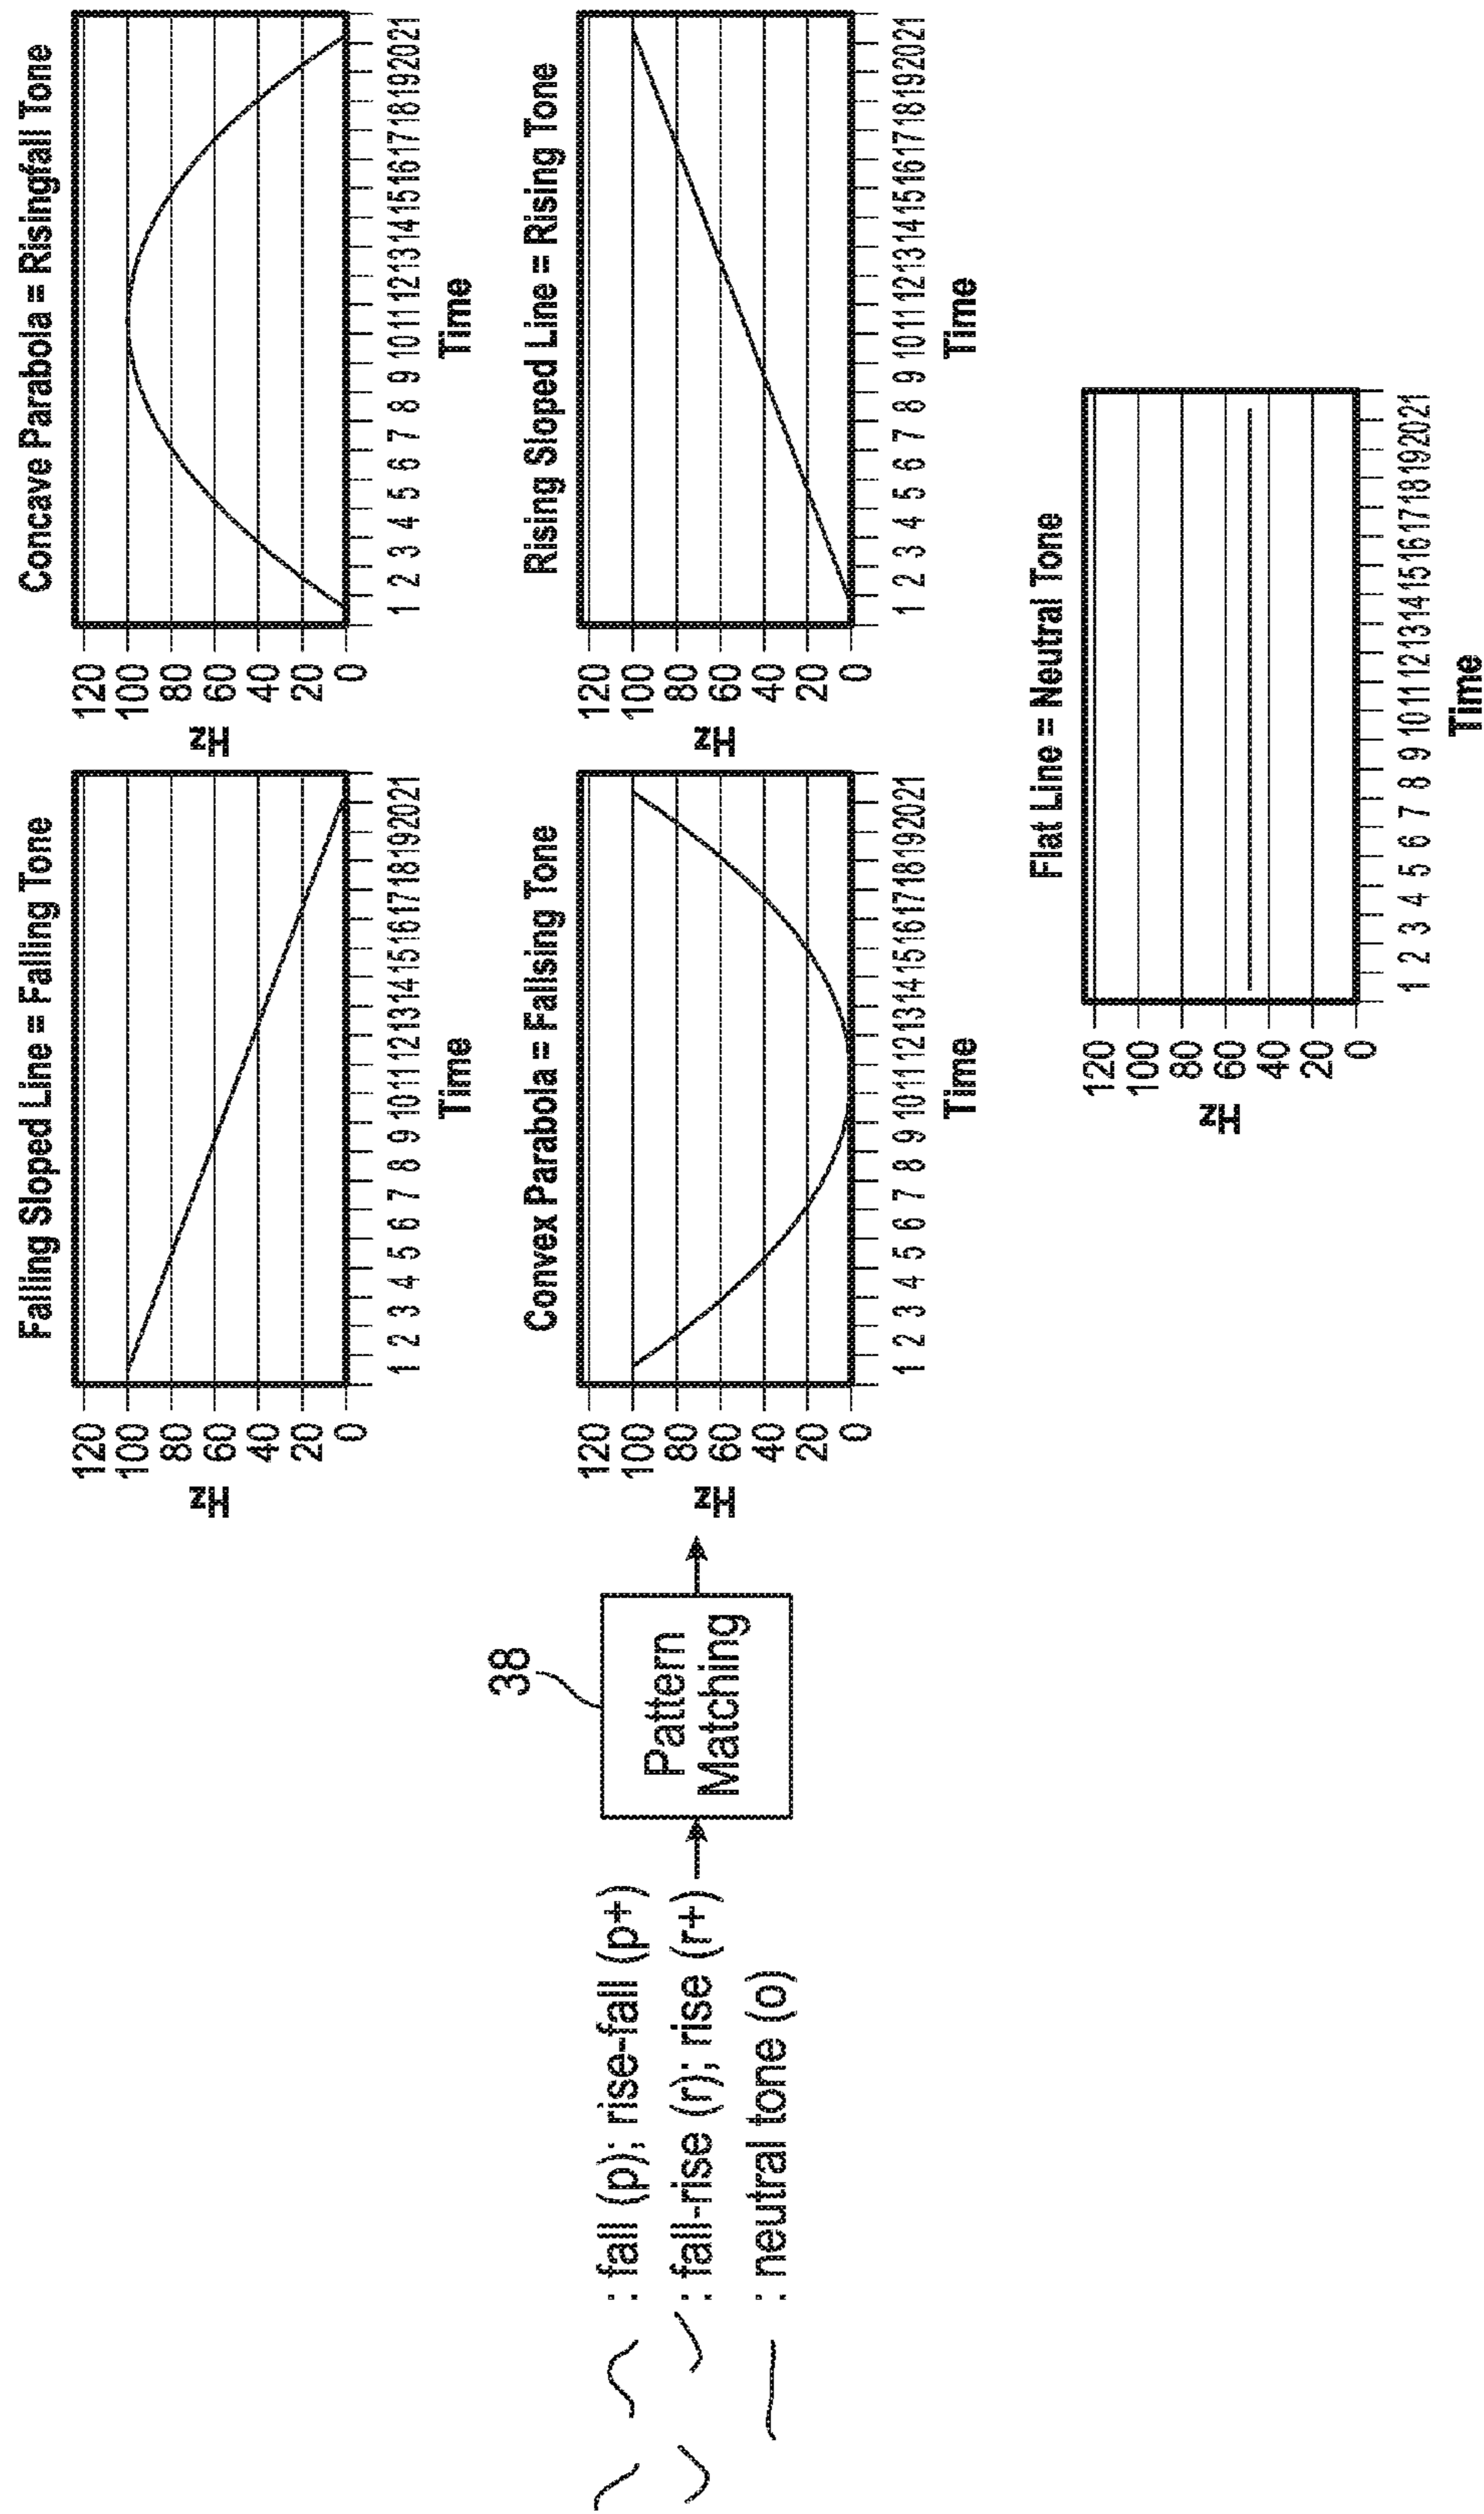 : fall (p); rise-fall (p+)
: fall-rise (r); rise (r+)
: neutral tone (o)
38
Pattern
Matching
Falling Sloped Line = Falling Tone
Hz
120
100
80
60
40
20
0
1 2 3 4 5 6 7 8 9 10 11 12 13 14 15 16 17 18 19 20 21
Time
Concave Parabola = Risingfall Tone
Hz
120
100
80
60
40
20
0
1 2 3 4 5 6 7 8 9 10 11 12 13 14 15 16 17 18 19 20 21
Time
Convex Parabola = Fallsing Tone
Hz
120
100
80
60
40
20
0
1 2 3 4 5 6 7 8 9 10 11 12 13 14 15 16 17 18 19 20 21
Time
Rising Sloped Line = Rising Tone
Hz
120
100
80
60
40
20
0
1 2 3 4 5 6 7 8 9 10 11 12 13 14 15 16 17 18 19 20 21
Time
Flat Line = Neutral Tone
Hz
120
100
80
60
40
20
0
1 2 3 4 5 6 7 8 9 10 11 12 13 14 15 16 17 18 19 20 21
Time